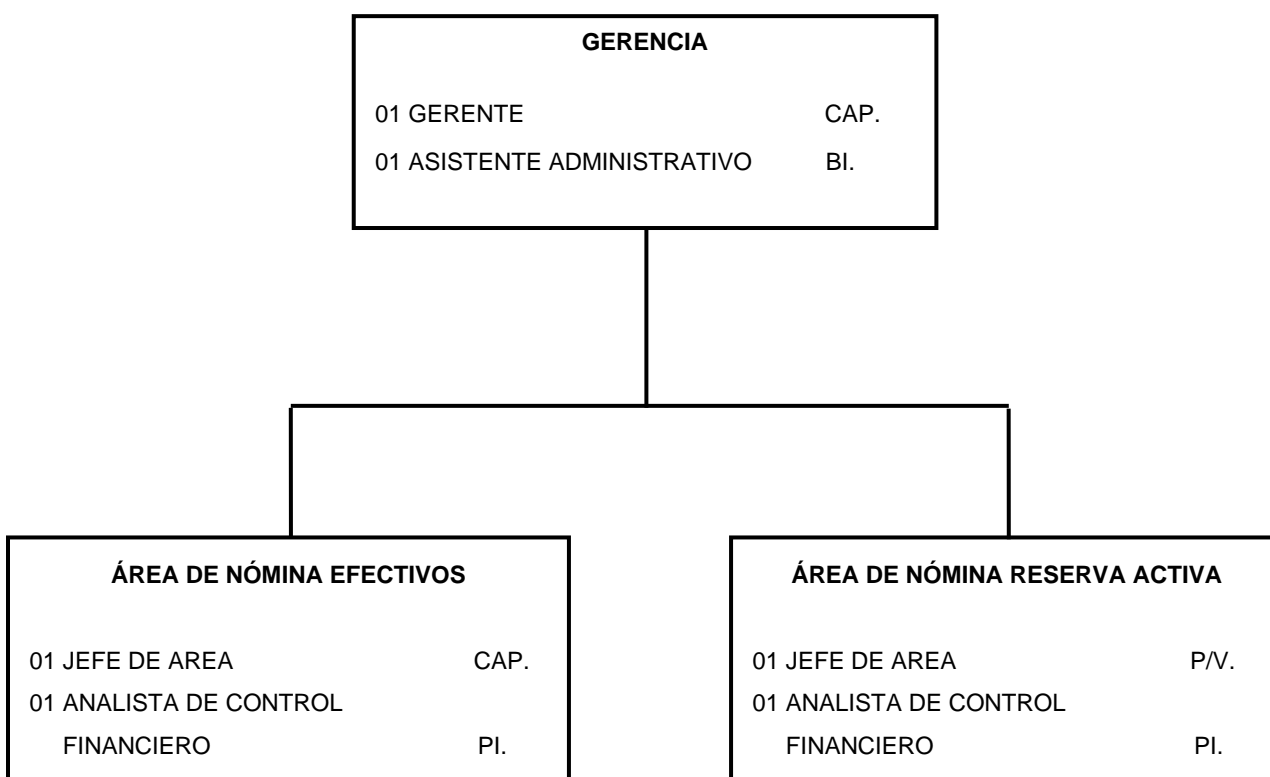 GERENCIA
01 GERENTE CAP.
01 ASISTENTE ADMINISTRATIVO BI.
ÁREA DE NÓMINA EFECTIVOS
01 JEFE DE AREA CAP.
01 ANALISTA DE CONTROL
FINANCIERO PI.
ÁREA DE NÓMINA RESERVA ACTIVA
01 JEFE DE AREA P/V.
01 ANALISTA DE CONTROL
FINANCIERO PI.